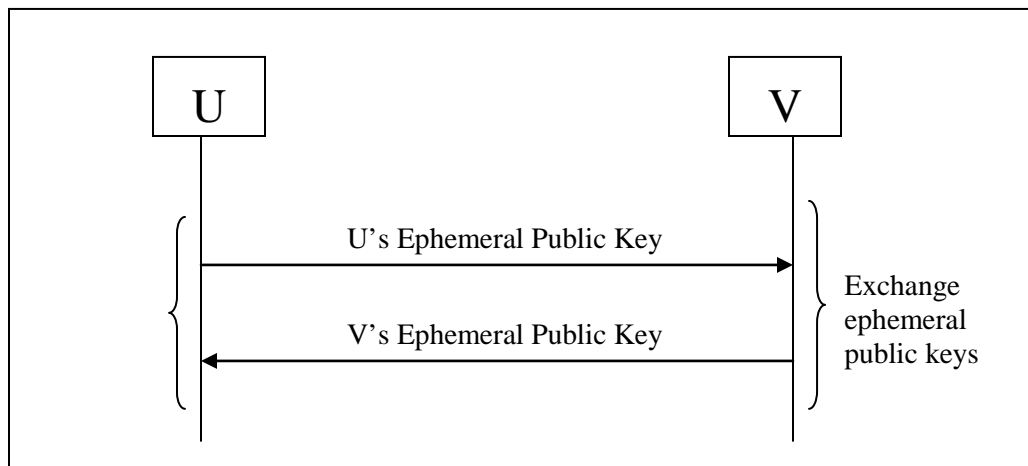 U
V
U’s Ephemeral Public Key
V’s Ephemeral Public Key
Exchange
ephemeral
public keys